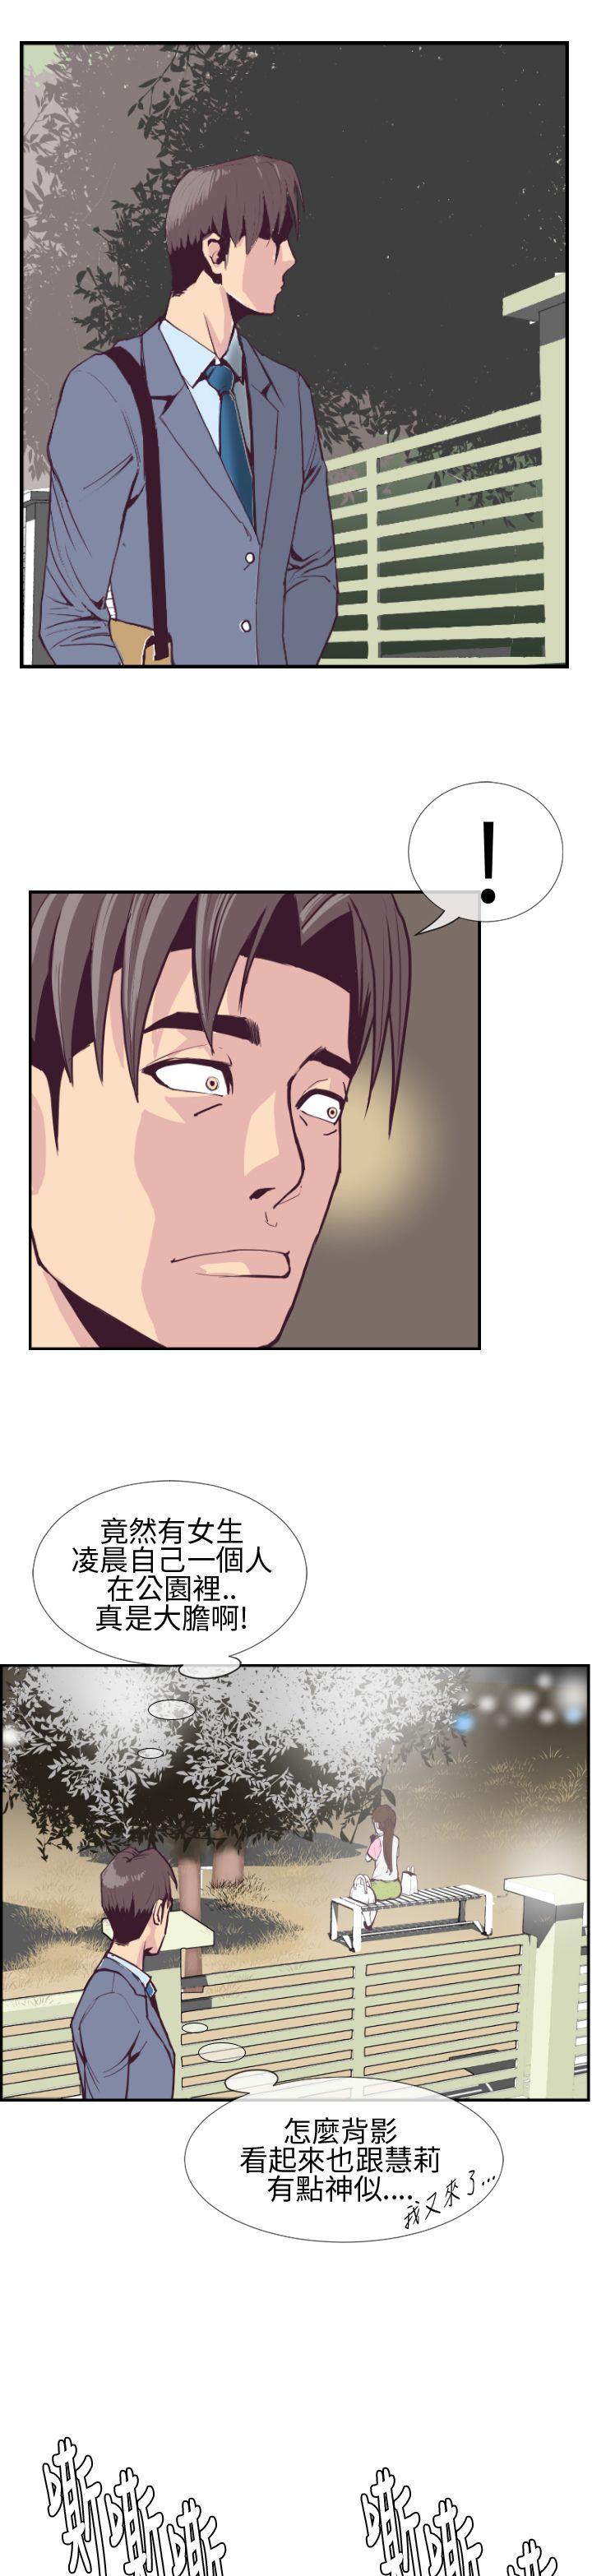 !
竟然有女生
凌晨自己一個人
在公園裡..
真是大膽啊!
怎麼背影
看起來也跟慧莉
有點神似....
我又來了...
嘶嘶嘶
嘶嘶